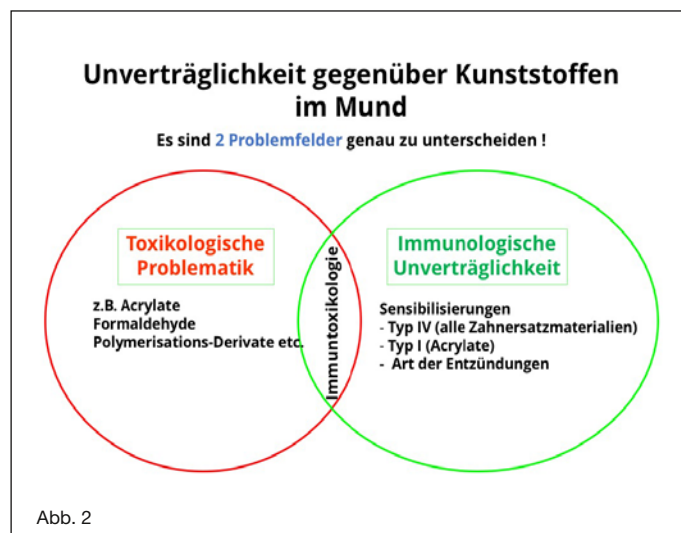 Unverträglichkeit gegenüber Kunststoffen
im Mund
Es sind 2 Problemfelder genau zu unterscheiden !
Toxikologische
Problematik
z.B. Acrylate
Formaldehyde
Polymerisations-Derivate etc.
Immuntoxikologie
Immunologische
Unverträglichkeit
Sensibilisierungen
- Typ IV (alle Zahnersatzmaterialien)
- Typ I (Acrylate)
- Art der Entzündungen
Abb. 2